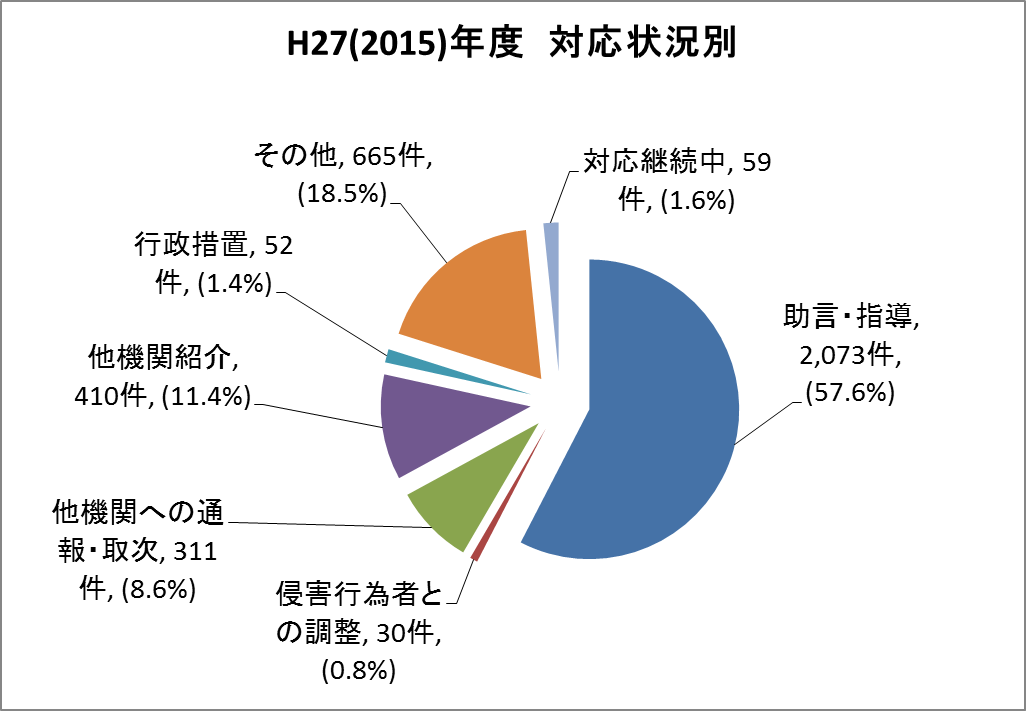 H27(2015)年度　対応状況別
対応継続中, 59
件, (1.6%)
助言・指導,
2,073件,
(57.6%)
侵害行為者と
の調整, 30件,
(0.8%)
他機関への通
報・取次, 311
件, (8.6%)
他機関紹介,
410件, (11.4%)
行政措置, 52
件, (1.4%)
その他, 665件,
(18.5%)